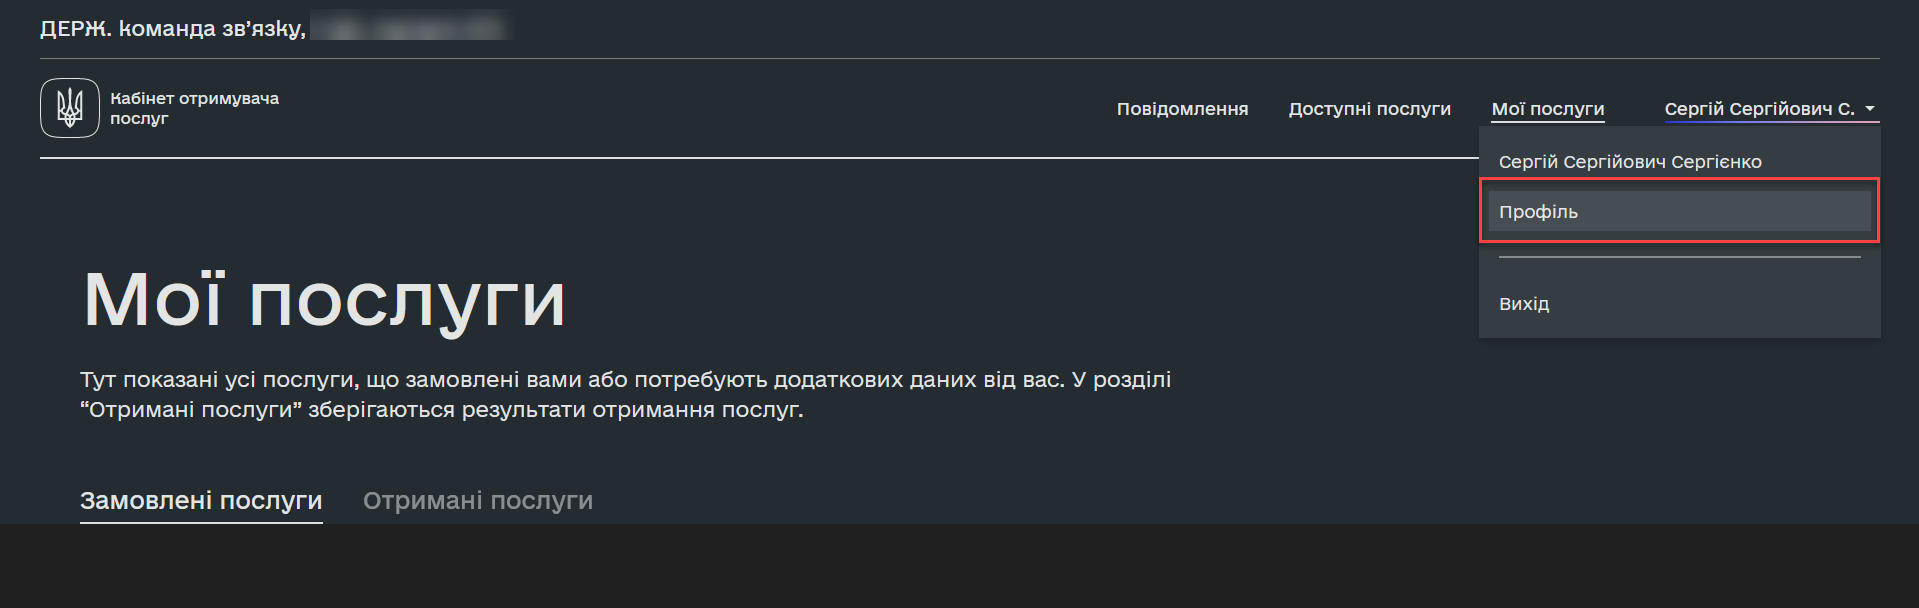 ДЕРЖ. команда зв’язку,
Кабінет отримувача
послуг
Повідомлення
Доступні послуги
Мої послуги
Сергій Сергійович С.
Сергій Сергійович Сергієнко
Профіль
Вихід
Мої послуги
Тут показані усі послуги, що замовлені вами або потребують додаткових даних від вас. У розділі
“Отримані послуги” зберігаються результати отримання послуг.
Замовлені послуги
Отримані послуги